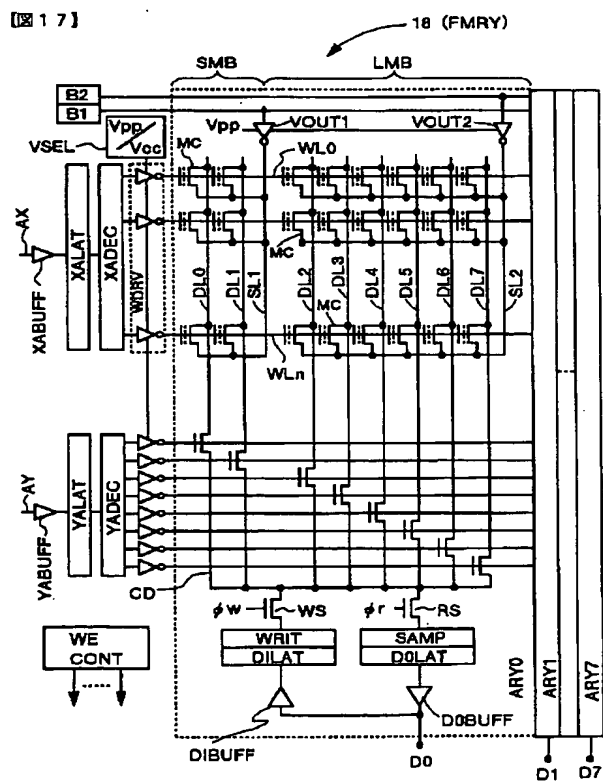 【図17】
18 (FMRY)
SMB
LMB
B2
B1
Vpp
VOUT1
VOUT2
VSEL
Vpp
Vcc
MC
WL0
AX
XABUFF
XALAT
XADEC
WDRV
MC
DL0
DL1
SL1
DL2
DL3
DL4
DL5
DL6
DL7
SL2
MC
WLn
AY
YABUFF
YALAT
YADEC
CD
φw
WS
φr
RS
WE
CONT
WRIT
DILAT
SAMP
D0LAT
ARY0
ARY1
ARY7
DIBUFF
D0BUFF
D0
D1
D7